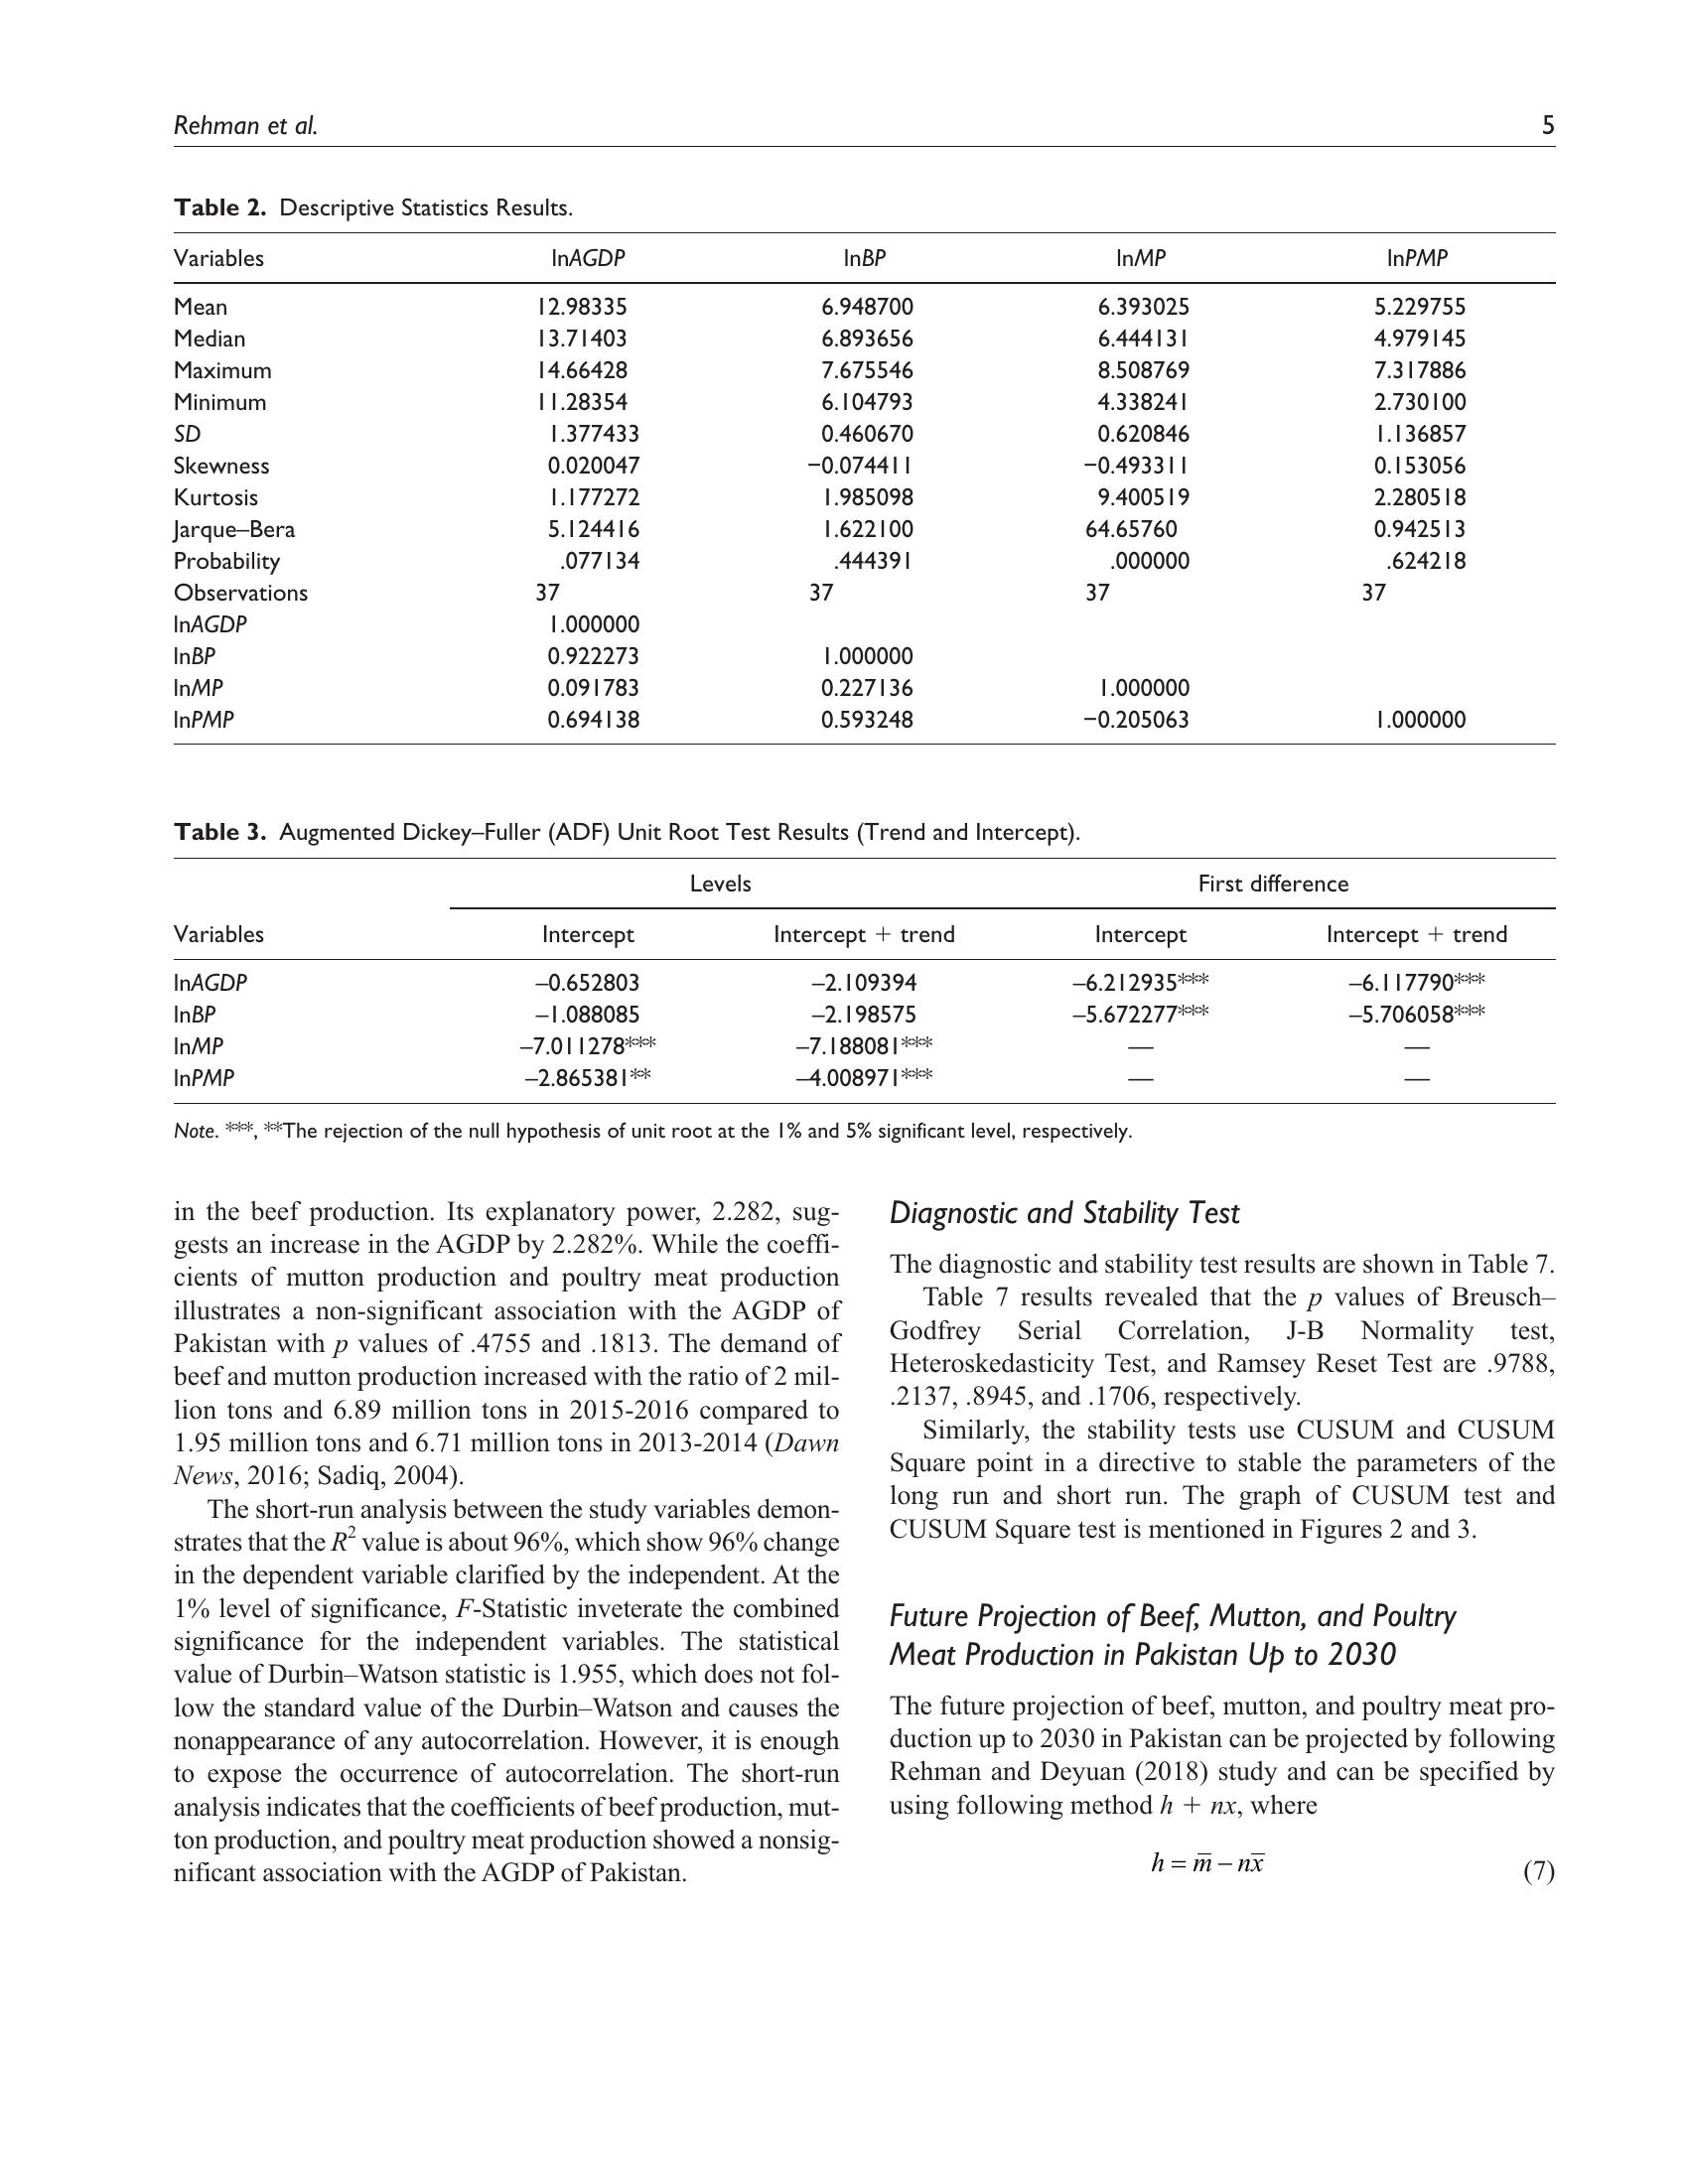 Rehman et al. 5
Table 2. Descriptive Statistics Results.
Variables lnAGDP lnBP lnMP lnPMP
Mean 12.98335 6.948700 6.393025 5.229755
Median 13.71403 6.893656 6.444131 4.979145
Maximum 14.66428 7.675546 8.508769 7.317886
Minimum 11.28354 6.104793 4.338241 2.730100
SD 1.377433 0.460670 0.620846 1.136857
Skewness 0.020047 −0.074411 −0.493311 0.153056
Kurtosis 1.177272 1.985098 9.400519 2.280518
Jarque–Bera 5.124416 1.622100 64.65760 0.942513
Probability .077134 .444391 .000000 .624218
Observations 37 37 37 37
lnAGDP 1.000000
lnBP 0.922273 1.000000
lnMP 0.091783 0.227136 1.000000
lnPMP 0.694138 0.593248 −0.205063 1.000000
Table 3. Augmented Dickey–Fuller (ADF) Unit Root Test Results (Trend and Intercept).
Levels First difference
Variables Intercept Intercept + trend Intercept Intercept + trend
lnAGDP –0.652803 –2.109394 –6.212935*** –6.117790***
lnBP –1.088085 –2.198575 –5.672277*** –5.706058***
lnMP –7.011278*** –7.188081*** — —
lnPMP –2.865381** –4.008971*** — —
Note. ***, **The rejection of the null hypothesis of unit root at the 1% and 5% significant level, respectively.
in the beef production. Its explanatory power, 2.282, sug-
gests an increase in the AGDP by 2.282%. While the coeffi-
cients of mutton production and poultry meat production
illustrates a non-significant association with the AGDP of
Pakistan with p values of .4755 and .1813. The demand of
beef and mutton production increased with the ratio of 2 mil-
lion tons and 6.89 million tons in 2015-2016 compared to
1.95 million tons and 6.71 million tons in 2013-2014 (Dawn
News, 2016; Sadiq, 2004).
The short-run analysis between the study variables demon-
strates that the R² value is about 96%, which show 96% change
in the dependent variable clarified by the independent. At the
1% level of significance, F-Statistic inveterate the combined
significance for the independent variables. The statistical
value of Durbin–Watson statistic is 1.955, which does not fol-
low the standard value of the Durbin–Watson and causes the
nonappearance of any autocorrelation. However, it is enough
to expose the occurrence of autocorrelation. The short-run
analysis indicates that the coefficients of beef production, mut-
ton production, and poultry meat production showed a nonsig-
nificant association with the AGDP of Pakistan.
Diagnostic and Stability Test
The diagnostic and stability test results are shown in Table 7.
Table 7 results revealed that the p values of Breusch–
Godfrey Serial Correlation, J-B Normality test,
Heteroskedasticity Test, and Ramsey Reset Test are .9788,
.2137, .8945, and .1706, respectively.
Similarly, the stability tests use CUSUM and CUSUM
Square point in a directive to stable the parameters of the
long run and short run. The graph of CUSUM test and
CUSUM Square test is mentioned in Figures 2 and 3.
Future Projection of Beef, Mutton, and Poultry
Meat Production in Pakistan Up to 2030
The future projection of beef, mutton, and poultry meat pro-
duction up to 2030 in Pakistan can be projected by following
Rehman and Deyuan (2018) study and can be specified by
using following method h + nx, where
h = m̅ − nx̅ (7)